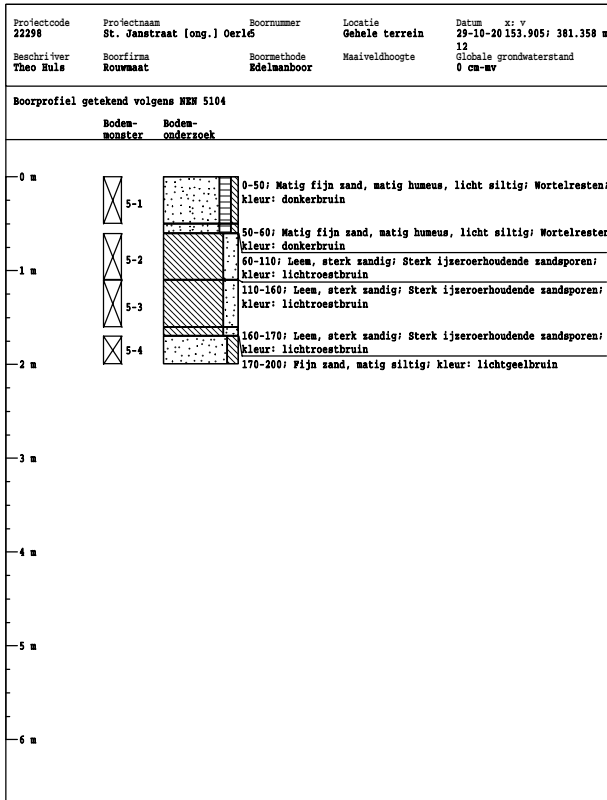 Projectcode Projectnaam Boornummer Locatie Datum x: y
22298 St. Janstraat [ong.] Oerle 5 Gehele terrein 29-10-20 153.905; 381.358 m
12
Beschrijver Boorfirma Boormethode Maaiveldhoogte Globale grondwaterstand
Theo Huls Rouwmaat Edelmanboor 0 cm-mv
Boorprofiel getekend volgens NEN 5104
Bodem- Bodem-
monster onderzoek
0 m
0-50; Matig fijn zand, matig humeus, licht siltig; Wortelresten;
5-1 kleur: donkerbruin
50-60; Matig fijn zand, matig humeus, licht siltig; Wortelresten
kleur: donkerbruin
5-2 60-110; Leem, sterk zandig; Sterk ijzeroerhoudende zandsporen;
1 m kleur: lichtroestbruin
110-160; Leem, sterk zandig; Sterk ijzeroerhoudende zandsporen;
5-3 kleur: lichtroestbruin
160-170; Leem, sterk zandig; Sterk ijzeroerhoudende zandsporen;
5-4 kleur: lichtroestbruin
2 m 170-200; Fijn zand, matig siltig; kleur: lichtgeelbruin
3 m
4 m
5 m
6 m